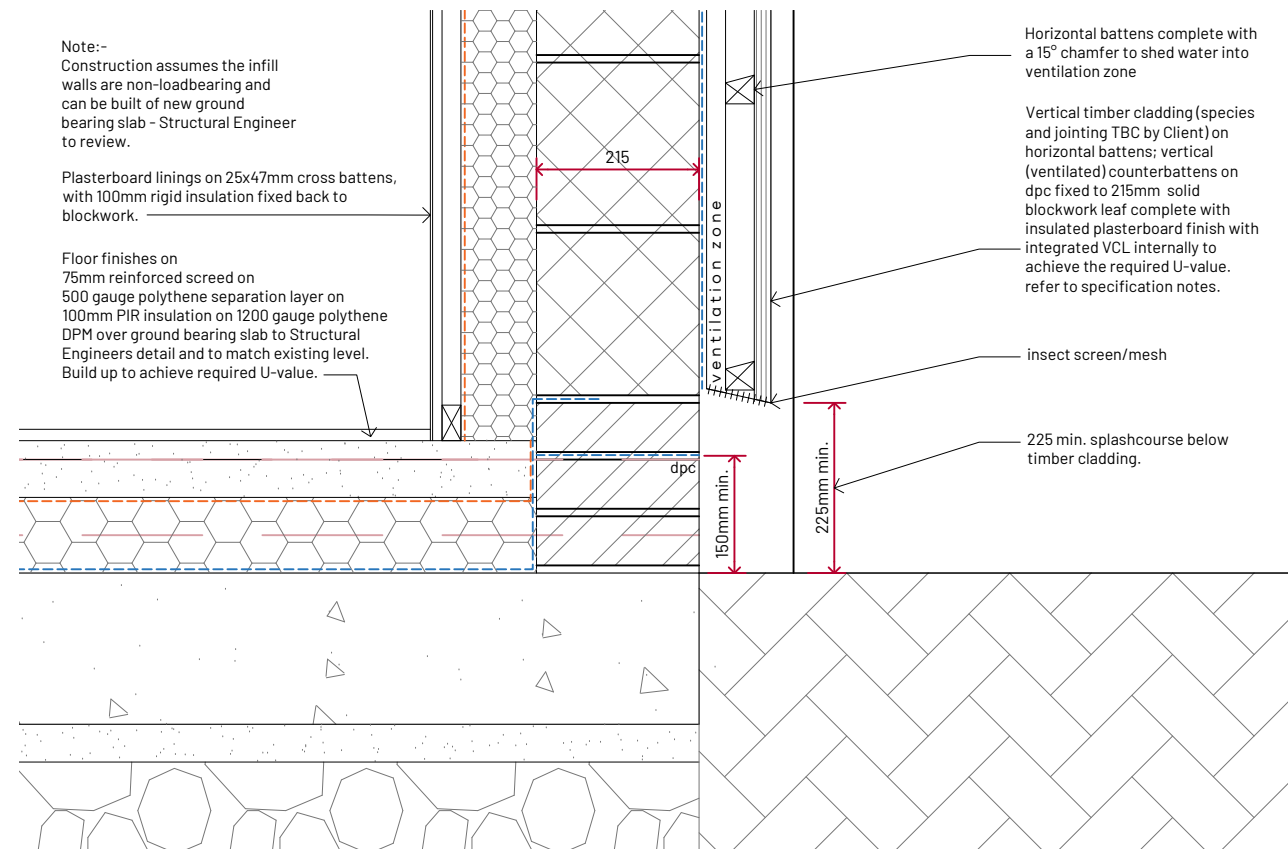 Note:-
Construction assumes the infill
walls are non-loadbearing and
can be built of new ground
bearing slab - Structural Engineer
to review.
Plasterboard linings on 25x47mm cross battens,
with 100mm rigid insulation fixed back to
blockwork.
Floor finishes on
75mm reinforced screed on
500 gauge polythene separation layer on
100mm PIR insulation on 1200 gauge polythene
DPM over ground bearing slab to Structural
Engineers detail and to match existing level.
Build up to achieve required U-value.
215
ventilation zone
dpc
150mm min.
225mm min.
Horizontal battens complete with
a 15° chamfer to shed water into
ventilation zone
Vertical timber cladding (species
and jointing TBC by Client) on
horizontal battens; vertical
(ventilated) counterbattens on
dpc fixed to 215mm solid
blockwork leaf complete with
insulated plasterboard finish with
integrated VCL internally to
achieve the required U-value.
refer to specification notes.
insect screen/mesh
225 min. splashcourse below
timber cladding.